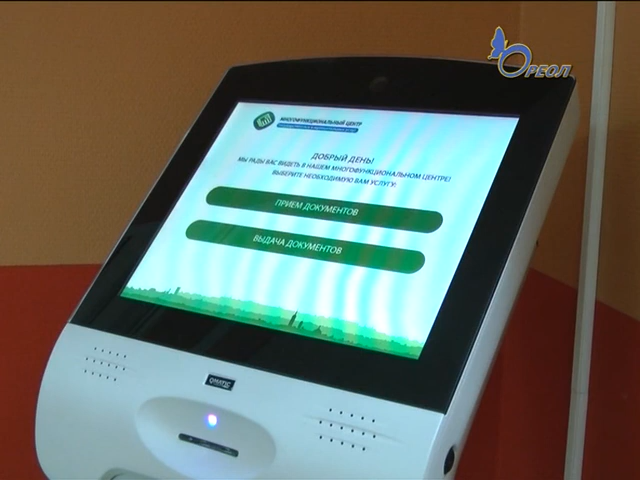 ОРЕОЛ
МНОГОФУНКЦИОНАЛЬНЫЙ ЦЕНТР
ДОБРЫЙ ДЕНЬ!
МЫ РАДЫ ВАС ВИДЕТЬ В НАШЕМ МНОГОФУНКЦИОНАЛЬНОМ ЦЕНТРЕ!
ВЫБЕРИТЕ НЕОБХОДИМУЮ ВАМ УСЛУГУ:
ПРИЕМ ДОКУМЕНТОВ
ВЫДАЧА ДОКУМЕНТОВ
QMATIC